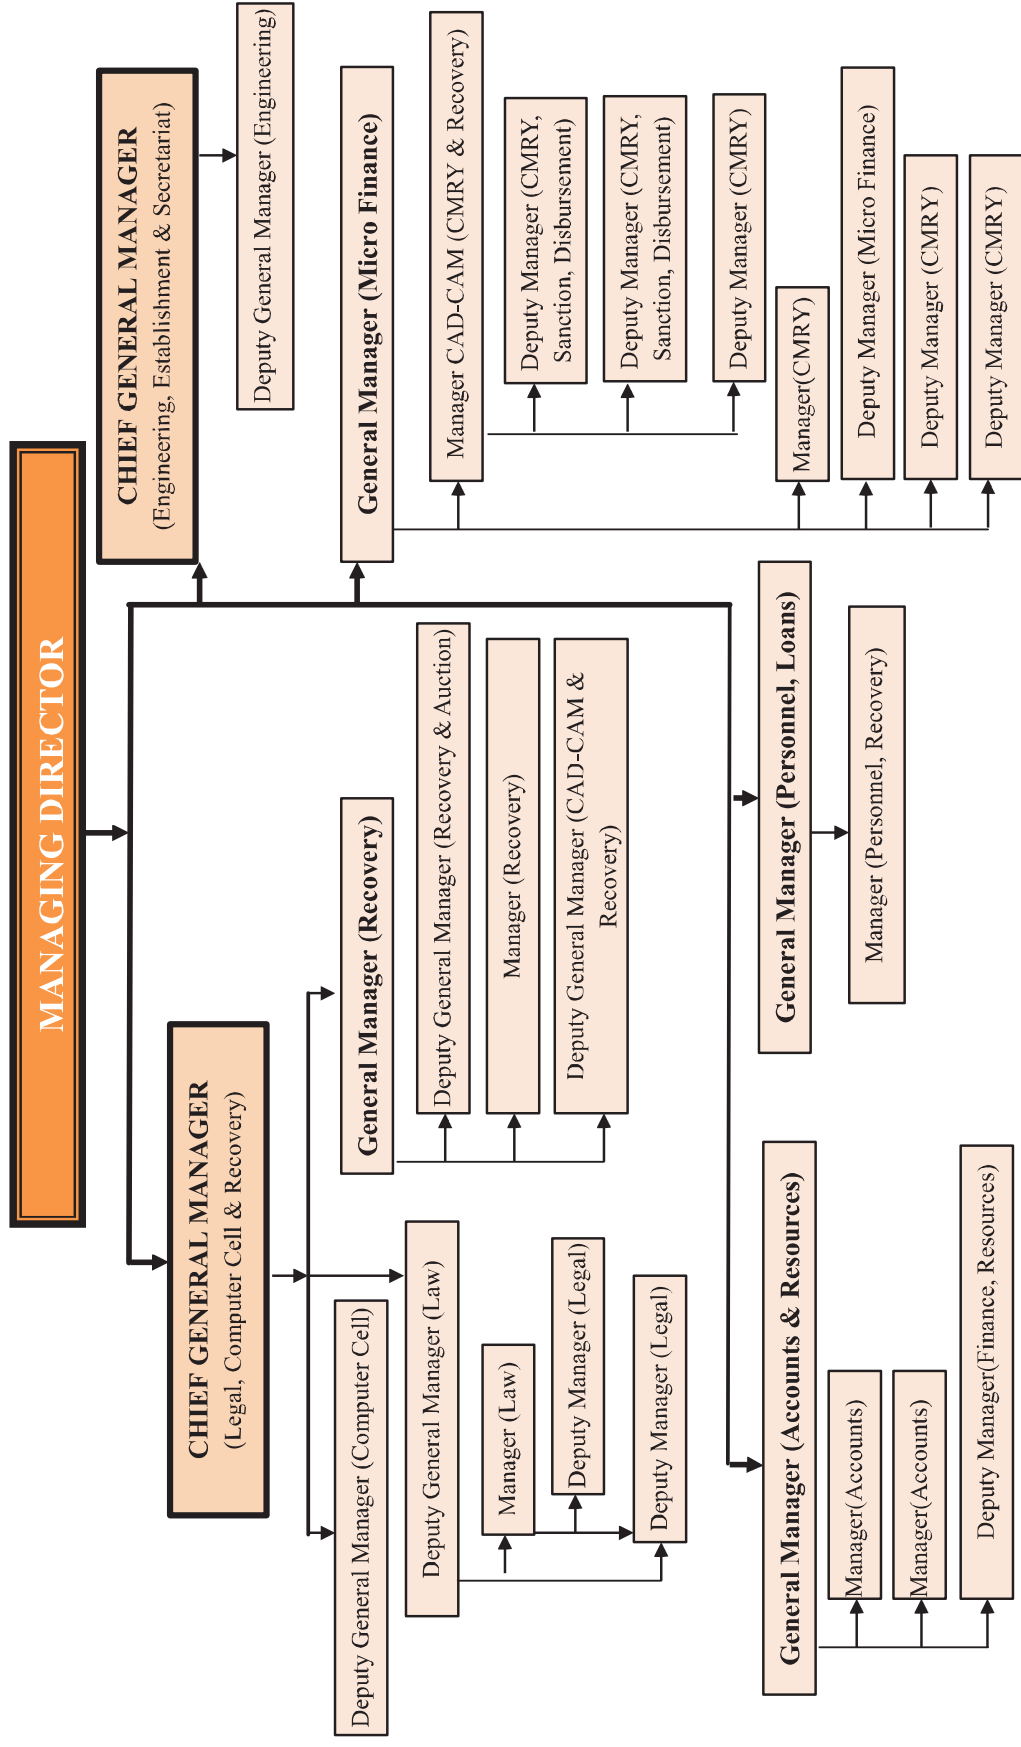 MANAGING DIRECTOR
CHIEF GENERAL MANAGER
(Legal, Computer Cell & Recovery)
CHIEF GENERAL MANAGER
(Engineering, Establishment & Secretariat)
Deputy General Manager (Engineering)
Deputy General Manager (Computer Cell)
Deputy General Manager (Law)
Manager (Law)
Deputy Manager (Legal)
Deputy Manager (Legal)
General Manager (Recovery)
Deputy General Manager (Recovery & Auction)
Manager (Recovery)
Deputy General Manager (CAD-CAM &
Recovery)
General Manager (Micro Finance)
Manager CAD-CAM (CMRY & Recovery)
Deputy Manager (CMRY,
Sanction, Disbursement)
Deputy Manager (CMRY,
Sanction, Disbursement)
Deputy Manager (CMRY)
Manager(CMRY)
Deputy Manager (Micro Finance)
Deputy Manager (CMRY)
Deputy Manager (CMRY)
General Manager (Accounts & Resources)
Manager(Accounts)
Manager(Accounts)
Deputy Manager(Finance, Resources)
General Manager (Personnel, Loans)
Manager (Personnel, Recovery)